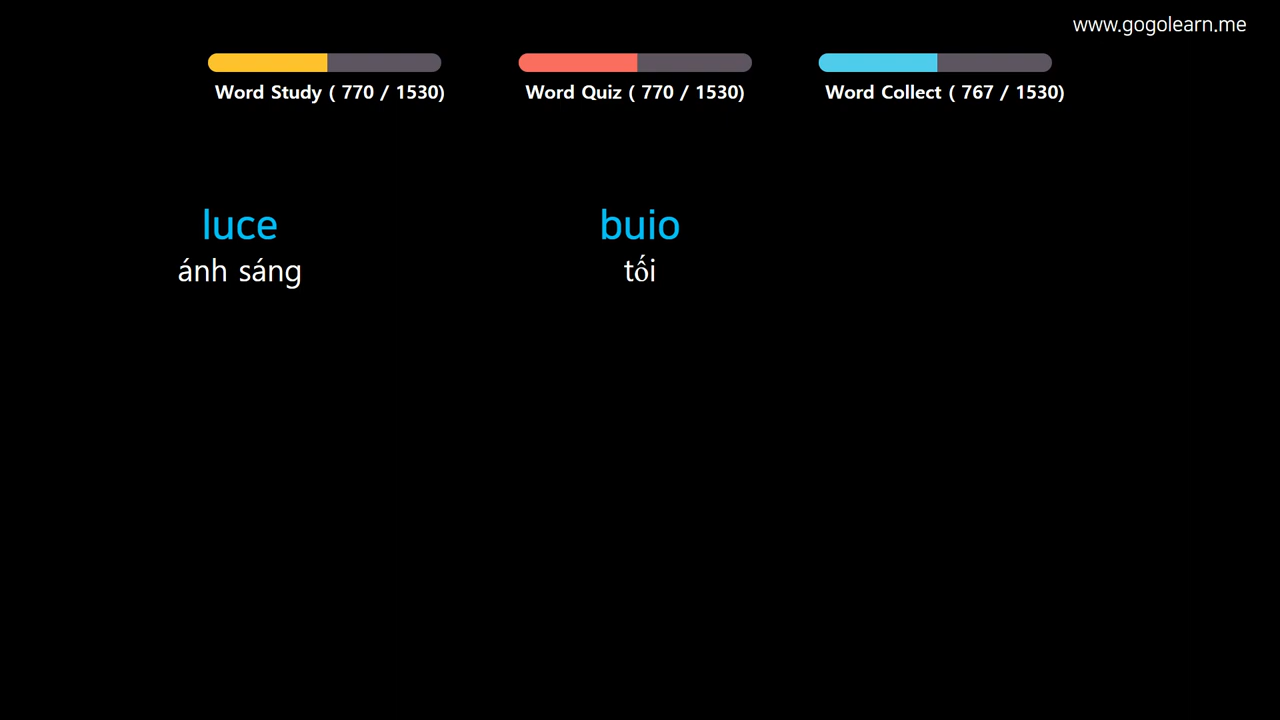 www.gogolearn.me
Word Study ( 770 / 1530)
Word Quiz ( 770 / 1530)
Word Collect ( 767 / 1530)
luce
ánh sáng
buio
tối